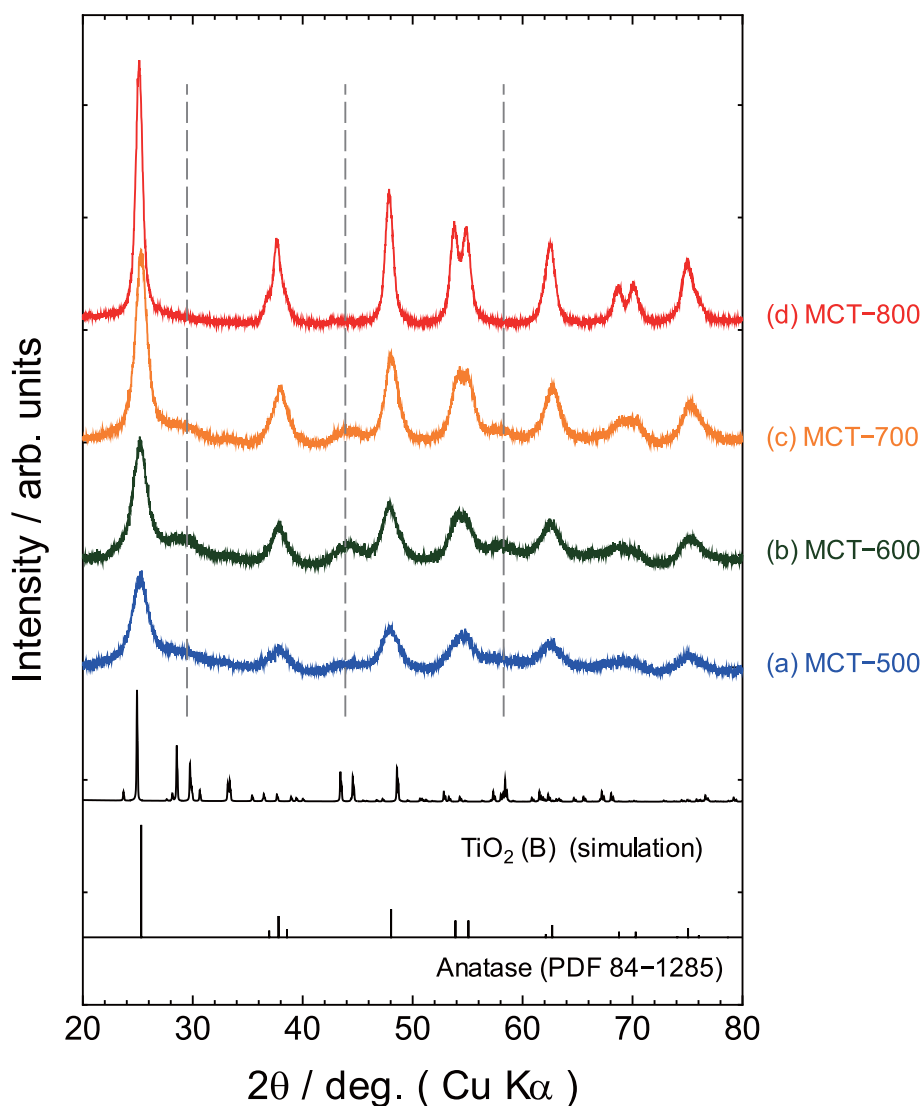 Intensity / arb. units
(d) MCT−800
(c) MCT−700
(b) MCT−600
(a) MCT−500
TiO₂ (B) (simulation)
Anatase (PDF 84−1285)
20 30 40 50 60 70 80
2θ / deg. ( Cu Kα )